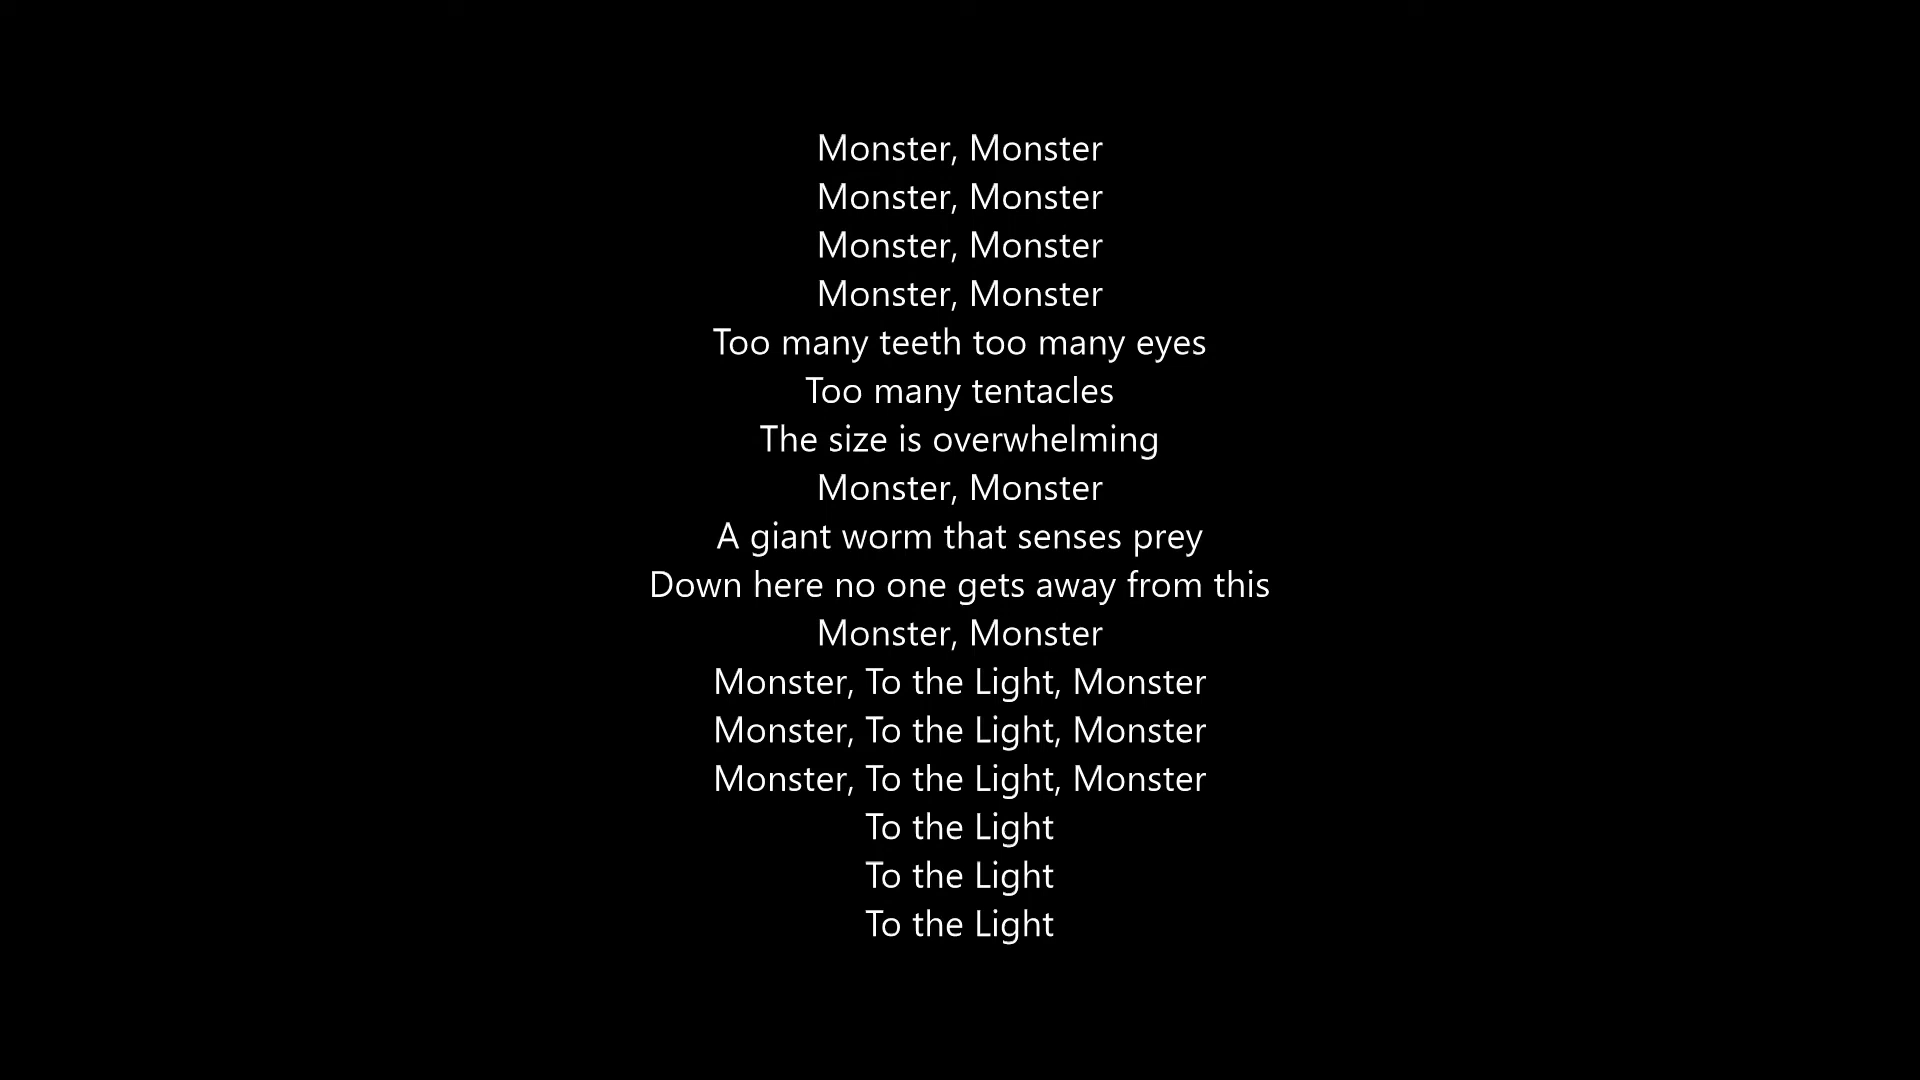 Monster, Monster
Monster, Monster
Monster, Monster
Monster, Monster
Too many teeth too many eyes
Too many tentacles
The size is overwhelming
Monster, Monster
A giant worm that senses prey
Down here no one gets away from this
Monster, Monster
Monster, To the Light, Monster
Monster, To the Light, Monster
Monster, To the Light, Monster
To the Light
To the Light
To the Light